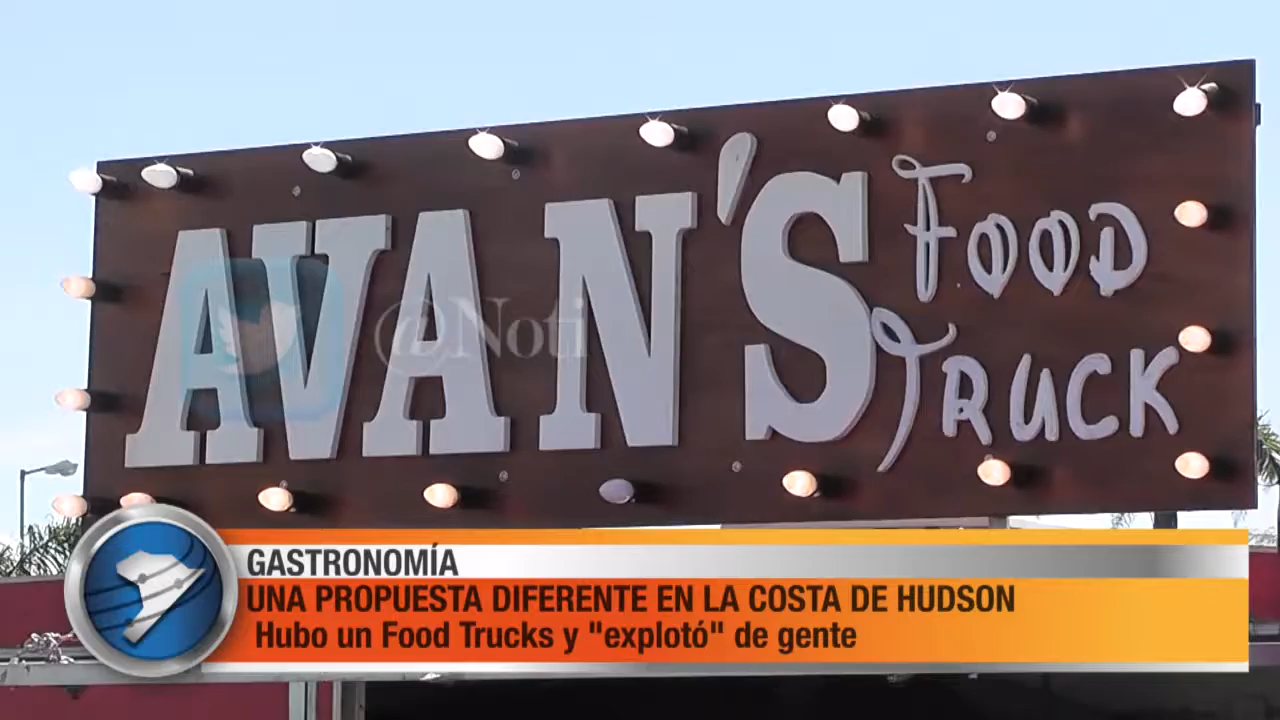 AVAN'S FOOD
TRUCK
@Noti
GASTRONOMÍA
UNA PROPUESTA DIFERENTE EN LA COSTA DE HUDSON
Hubo un Food Trucks y "explotó" de gente